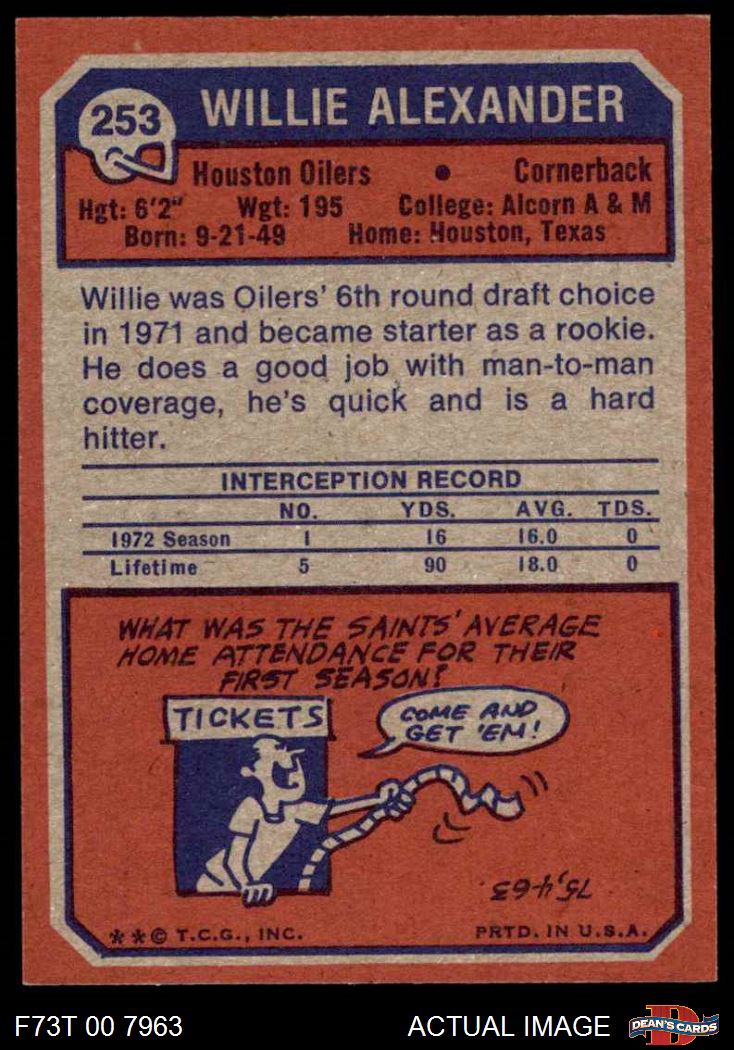 253
WILLIE ALEXANDER
Houston Oilers • Cornerback
Hgt: 6'2" Wgt: 195 College: Alcorn A & M
Born: 9-21-49 Home: Houston, Texas
Willie was Oilers' 6th round draft choice
in 1971 and became starter as a rookie.
He does a good job with man-to-man
coverage, he's quick and is a hard
hitter.
INTERCEPTION RECORD
NO. YDS. AVG. TDS.
1972 Season 1 16 16.0 0
Lifetime 5 90 18.0 0
WHAT WAS THE SAINTS' AVERAGE
HOME ATTENDANCE FOR THEIR
FIRST SEASON?
TICKETS
COME AND
GET 'EM!
75,463
**© T.C.G., INC. PRTD. IN U.S.A.
F73T 00 7963 ACTUAL IMAGE
D
DEAN'S CARDS